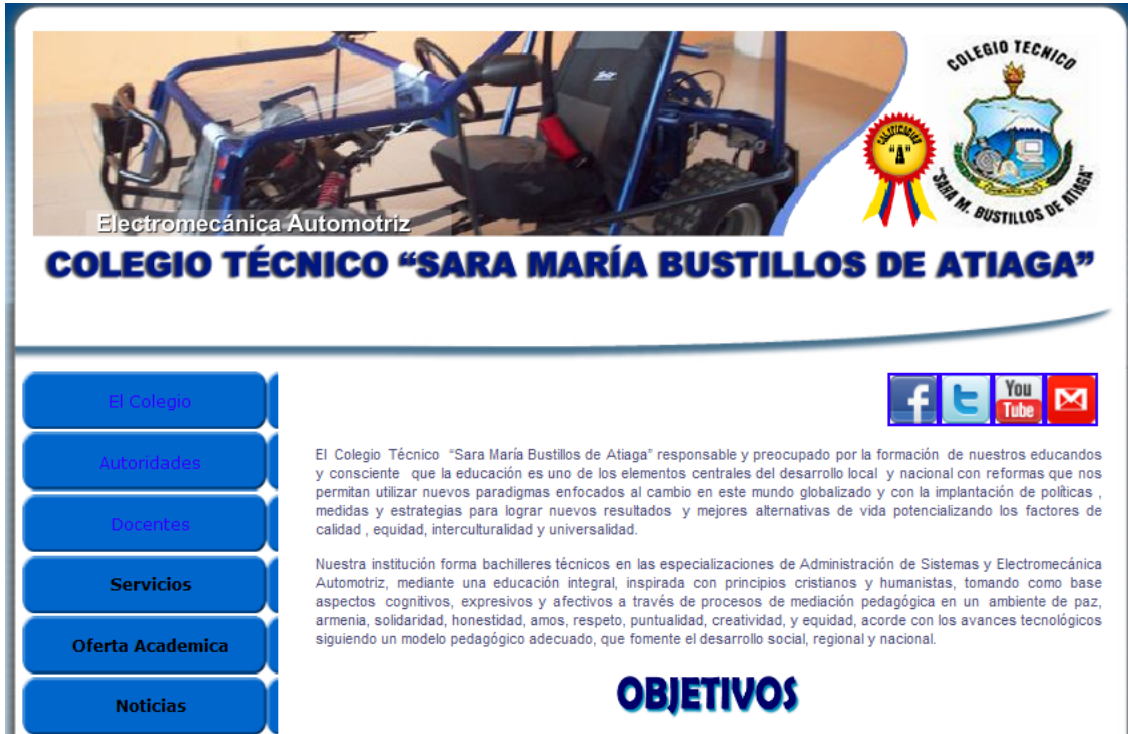 COLEGIO TECNICO
"SARA M. BUSTILLOS DE ATIAGA"
CALIFICACIÓN
"A"
Electromecánica Automotriz
COLEGIO TÉCNICO “SARA MARÍA BUSTILLOS DE ATIAGA”
You
Tube
El Colegio
Autoridades
Docentes
Servicios
Oferta Academica
Noticias
El Colegio Técnico “Sara María Bustillos de Atiaga” responsable y preocupado por la formación de nuestros educandos
y consciente que la educación es uno de los elementos centrales del desarrollo local y nacional con reformas que nos
permitan utilizar nuevos paradigmas enfocados al cambio en este mundo globalizado y con la implantación de políticas ,
medidas y estrategias para lograr nuevos resultados y mejores alternativas de vida potencializando los factores de
calidad , equidad, interculturalidad y universalidad.
Nuestra institución forma bachilleres técnicos en las especializaciones de Administración de Sistemas y Electromecánica
Automotriz, mediante una educación integral, inspirada con principios cristianos y humanistas, tomando como base
aspectos cognitivos, expresivos y afectivos a través de procesos de mediación pedagógica en un ambiente de paz,
armenia, solidaridad, honestidad, amos, respeto, puntualidad, creatividad, y equidad, acorde con los avances tecnológicos
siguiendo un modelo pedagógico adecuado, que fomente el desarrollo social, regional y nacional.
OBJETIVOS